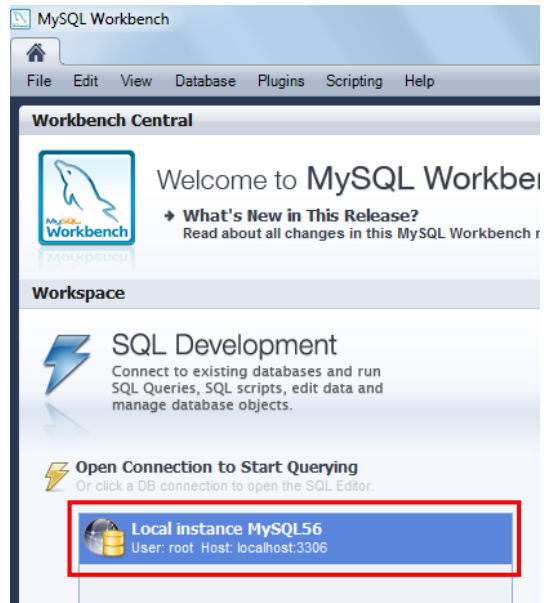 MySQL Workbench
File Edit View Database Plugins Scripting Help
Workbench Central
Welcome to MySQL
What's New in This Release?
Read about all changes in this MySQL Workbench
MySQL
Workbench
Workspace
SQL Development
Connect to existing databases and run
SQL Queries, SQL scripts, edit data and
manage database objects.
Open Connection to Start Querying
Or click a DB connection to open the SQL Editor.
Local instance MySQL56
User: root Host: localhost:3306